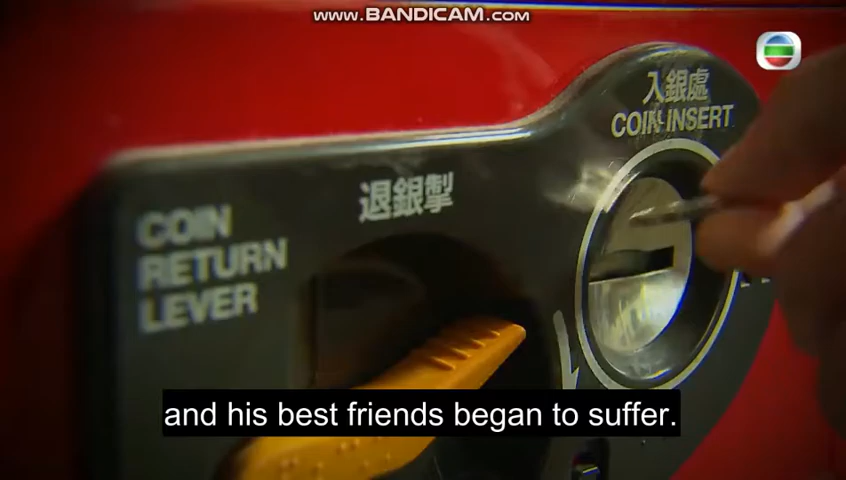 www.BANDICAM.com
入銀處
COIN INSERT
退銀掣
COIN
RETURN
LEVER
and his best friends began to suffer.